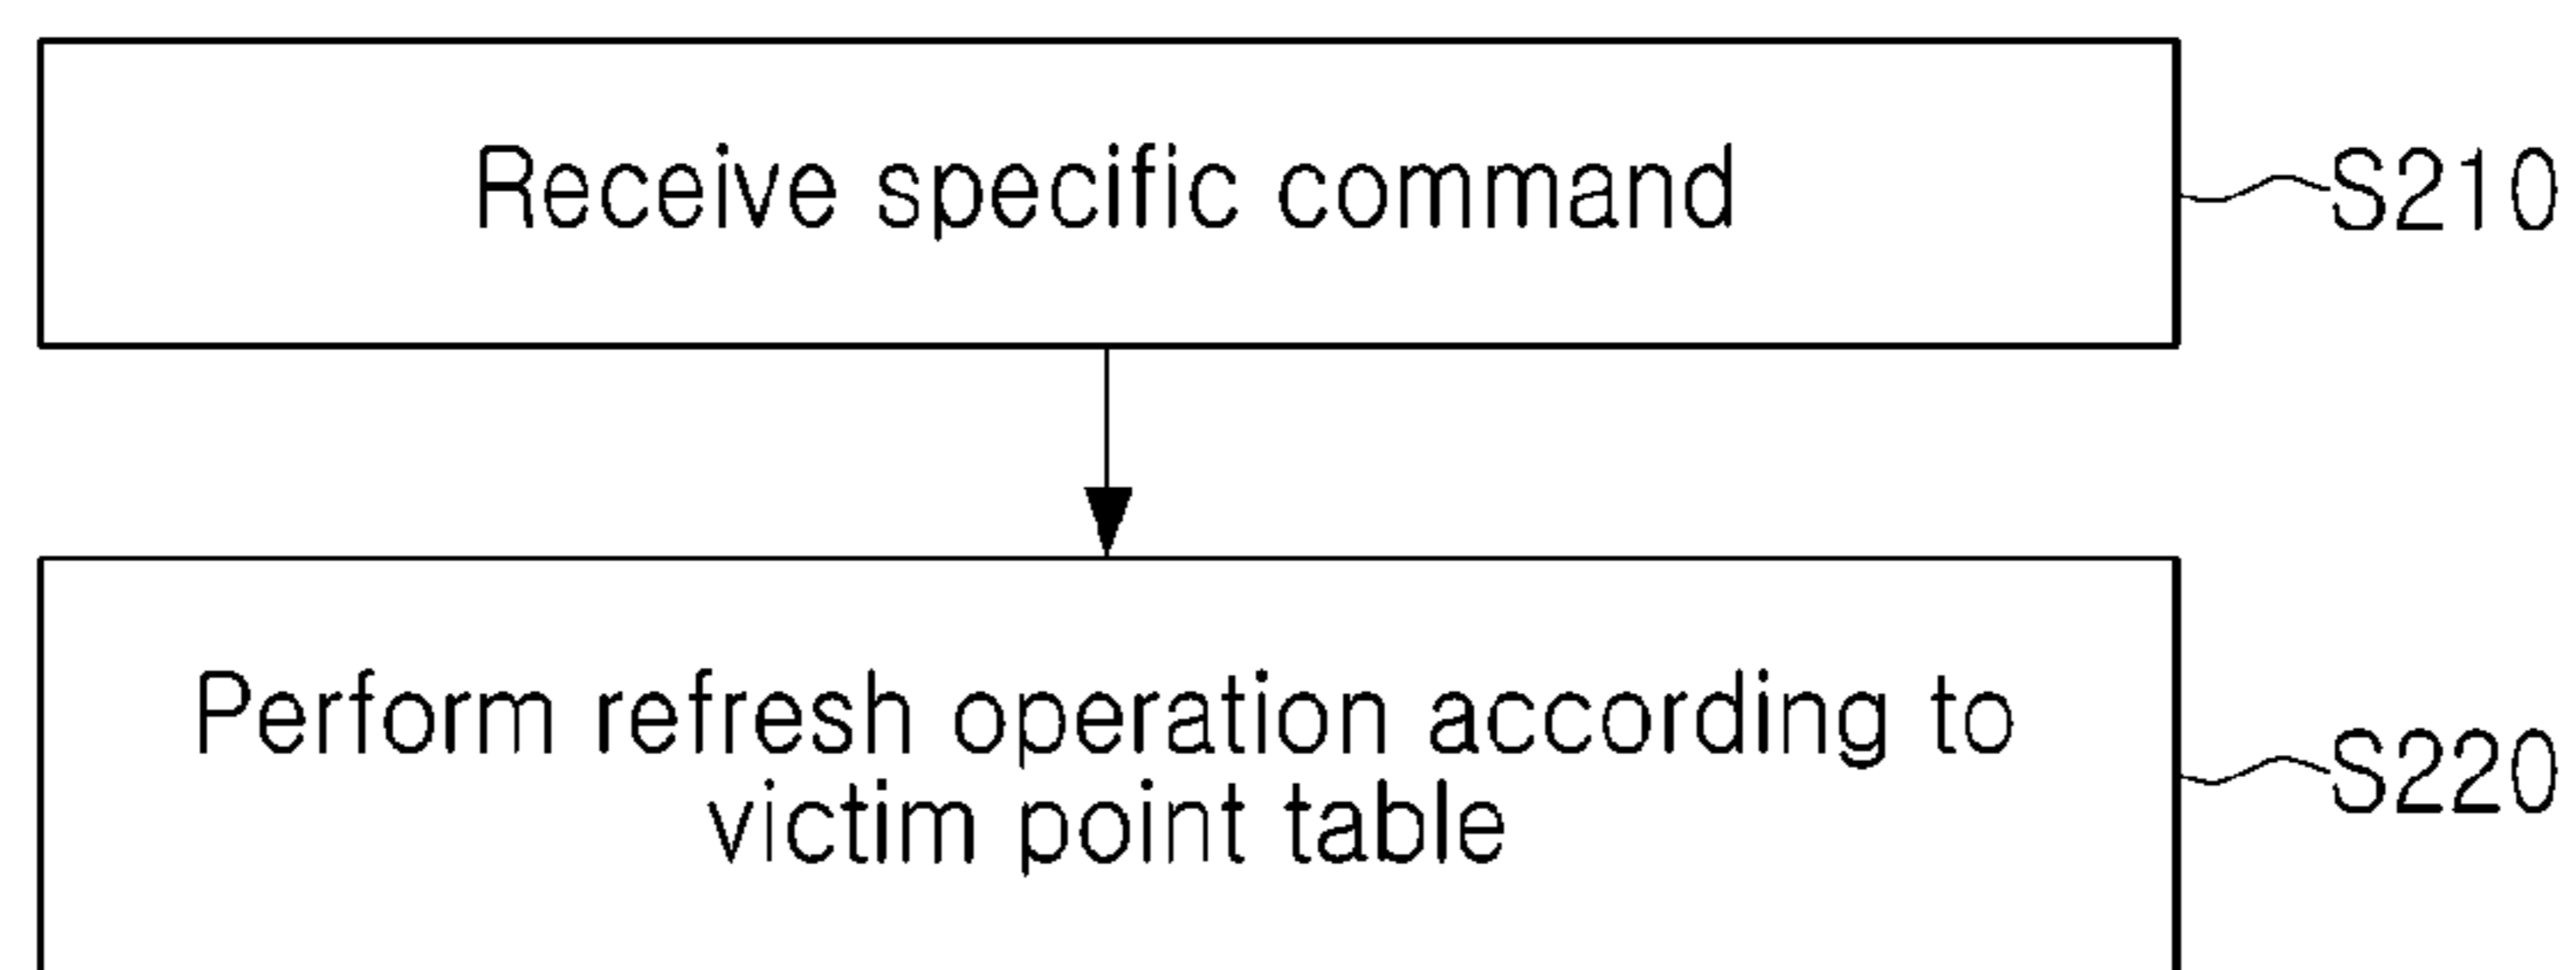 Receive specific command
S210
Perform refresh operation according to
victim point table
S220